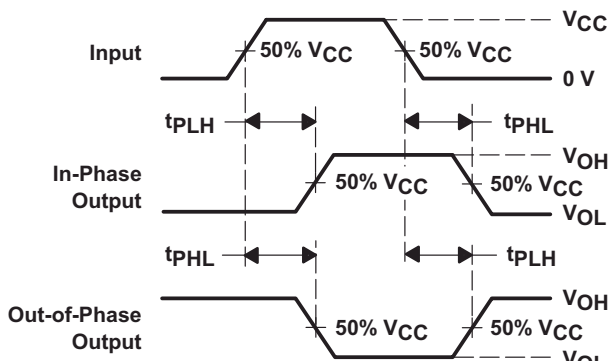 VCC
Input
50% VCC
50% VCC
0 V
tPLH
tPHL
VOH
In-Phase
Output
50% VCC
50% VCC
VOL
tPHL
tPLH
VOH
Out-of-Phase
Output
50% VCC
50% VCC
VOL